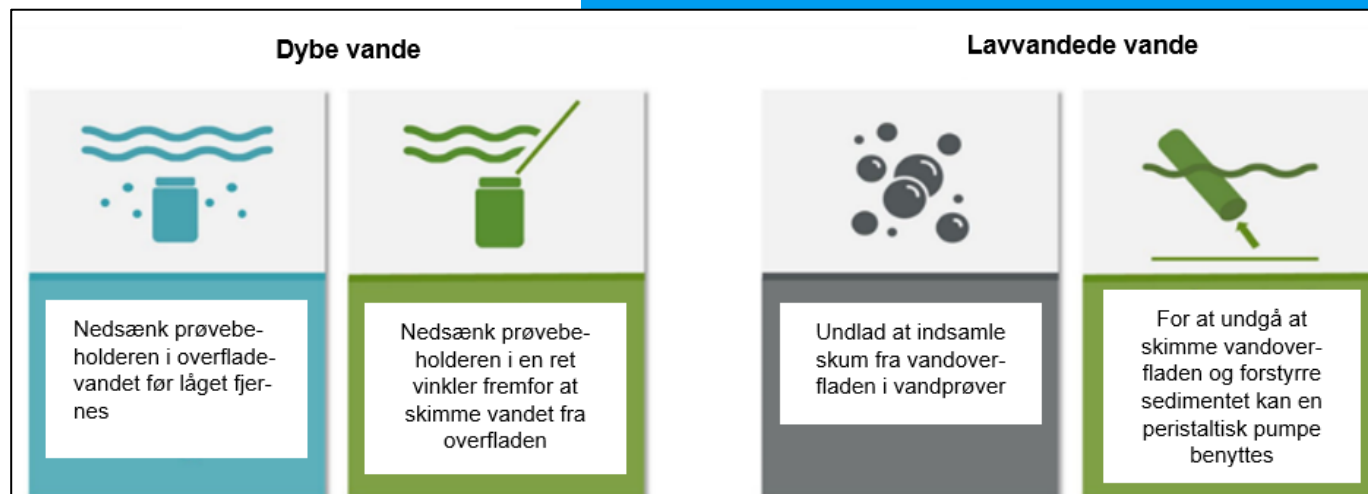 Dybe vande
Lavvandede vande
Nedsænk prøvebe-
holderen i overflade-
vandet før låget fjer-
nes
Nedsænk prøvebe-
holderen i en ret
vinkler fremfor at
skimme vandet fra
overfladen
Undlad at indsamle
skum fra vandover-
fladen i vandprøver
For at undgå at
skimme vandover-
fladen og forstyrre
sedimentet kan en
peristaltisk pumpe
benyttes